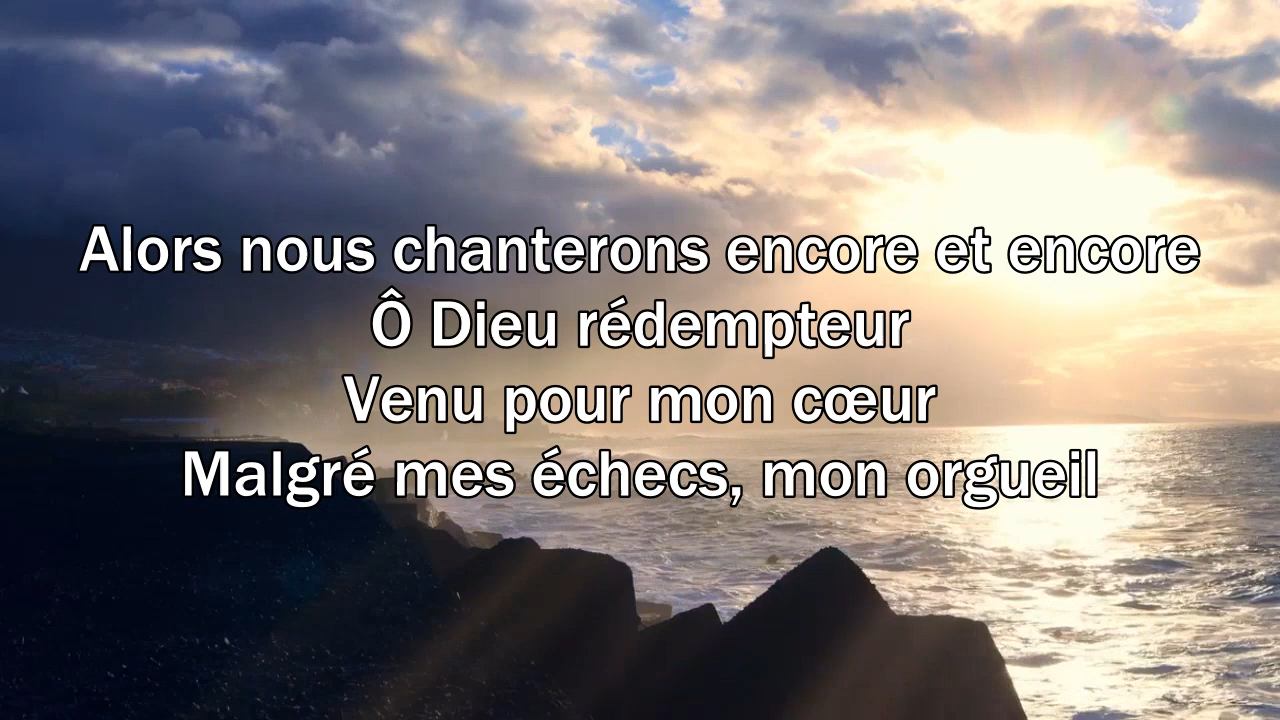 Alors nous chanterons encore et encore
Ô Dieu rédempteur
Venu pour mon cœur
Malgré mes échecs, mon orgueil